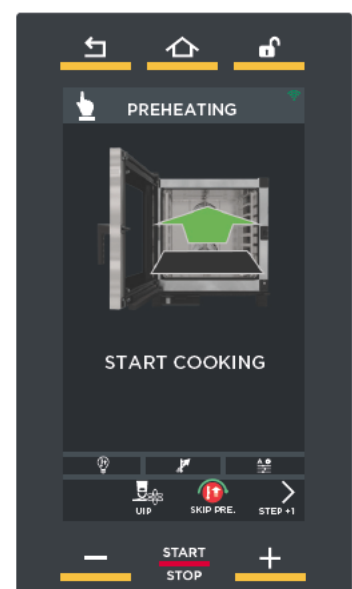 PREHEATING
START COOKING
UIP
SKIP PRE.
STEP +1
START
STOP